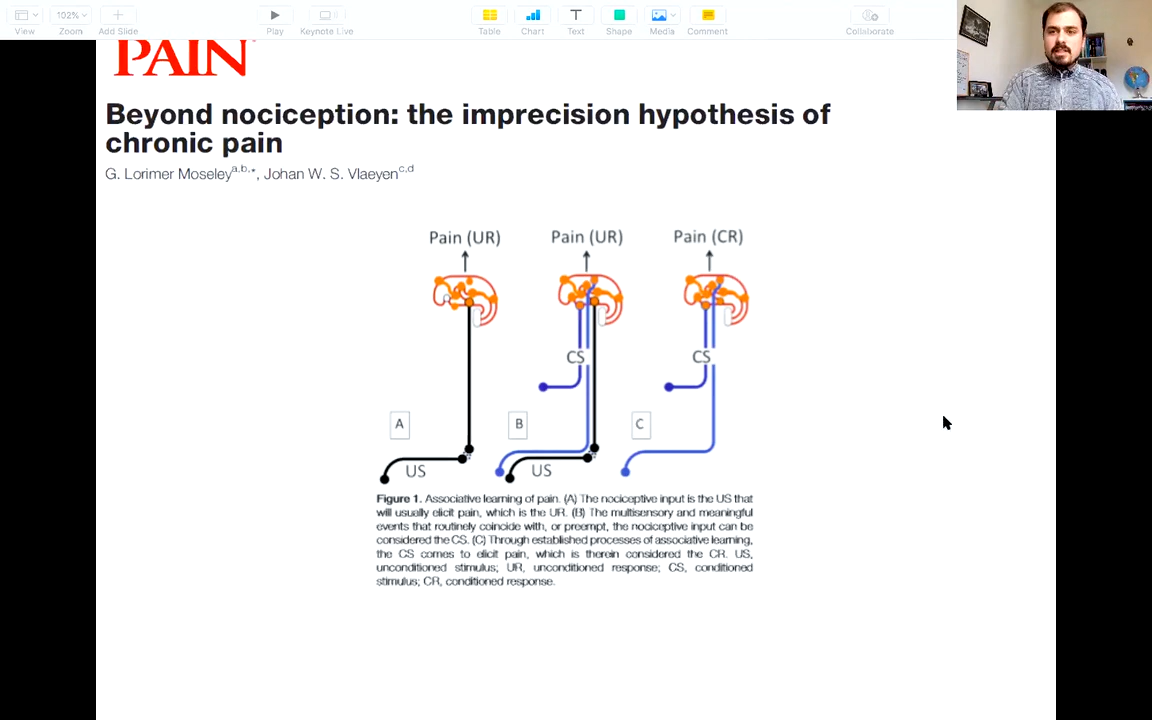 102%
View
Zoom
Add Slide
Play
Keynote Live
Table
Chart
Text
Shape
Media
Comment
Collaborate
PAIN
Beyond nociception: the imprecision hypothesis of
chronic pain
G. Lorimer Moseleya,b,*, Johan W. S. Vlaeyenc,d
Pain (UR)
Pain (UR)
Pain (CR)
CS
CS
A
B
C
US
US
Figure 1. Associative learning of pain. (A) The nociceptive input is the US that
will usually elicit pain, which is the UR. (B) The multisensory and meaningful
events that routinely coincide with, or preempt, the nociceptive input can be
considered the CS. (C) Through established processes of associative learning,
the CS comes to elicit pain, which is therein considered the CR. US,
unconditioned stimulus; UR, unconditioned response; CS, conditioned
stimulus; CR, conditioned response.